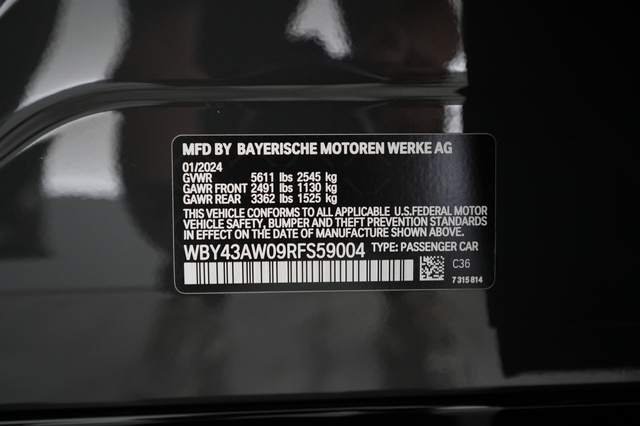 MFD BY BAYERISCHE MOTOREN WERKE AG
01/2024
GVWR 5611 lbs 2545 kg
GAWR FRONT 2491 lbs 1130 kg
GAWR REAR 3362 lbs 1525 kg
THIS VEHICLE CONFORMS TO ALL APPLICABLE U.S.FEDERAL MOTOR
VEHICLE SAFETY, BUMPER AND THEFT PREVENTION STANDARDS
IN EFFECT ON THE DATE OF MANUFACTURE SHOWN ABOVE.
WBY43AW09RFS59004 TYPE: PASSENGER CAR
C36
7 315 814